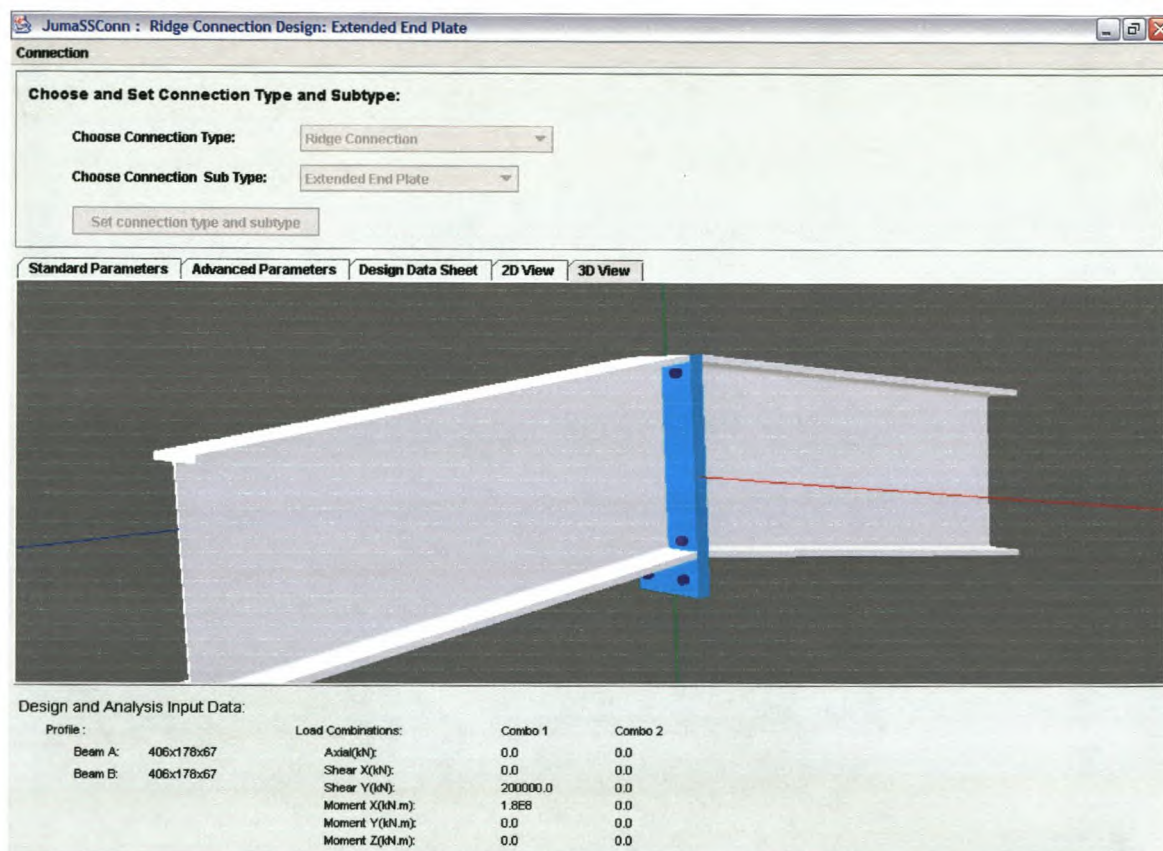 JumaSSConn : Ridge Connection Design: Extended End Plate
Connection
Choose and Set Connection Type and Subtype:
Choose Connection Type: Ridge Connection
Choose Connection Sub Type: Extended End Plate
Set connection type and subtype
Standard Parameters Advanced Parameters Design Data Sheet 2D View 3D View
Design and Analysis Input Data:
Profile : Load Combinations: Combo 1 Combo 2
Beam A: 406x178x67 Axial(kN): 0.0 0.0
Beam B: 406x178x67 Shear X(kN): 0.0 0.0
Shear Y(kN): 200000.0 0.0
Moment X(kN.m): 1.8E8 0.0
Moment Y(kN.m): 0.0 0.0
Moment Z(kN.m): 0.0 0.0